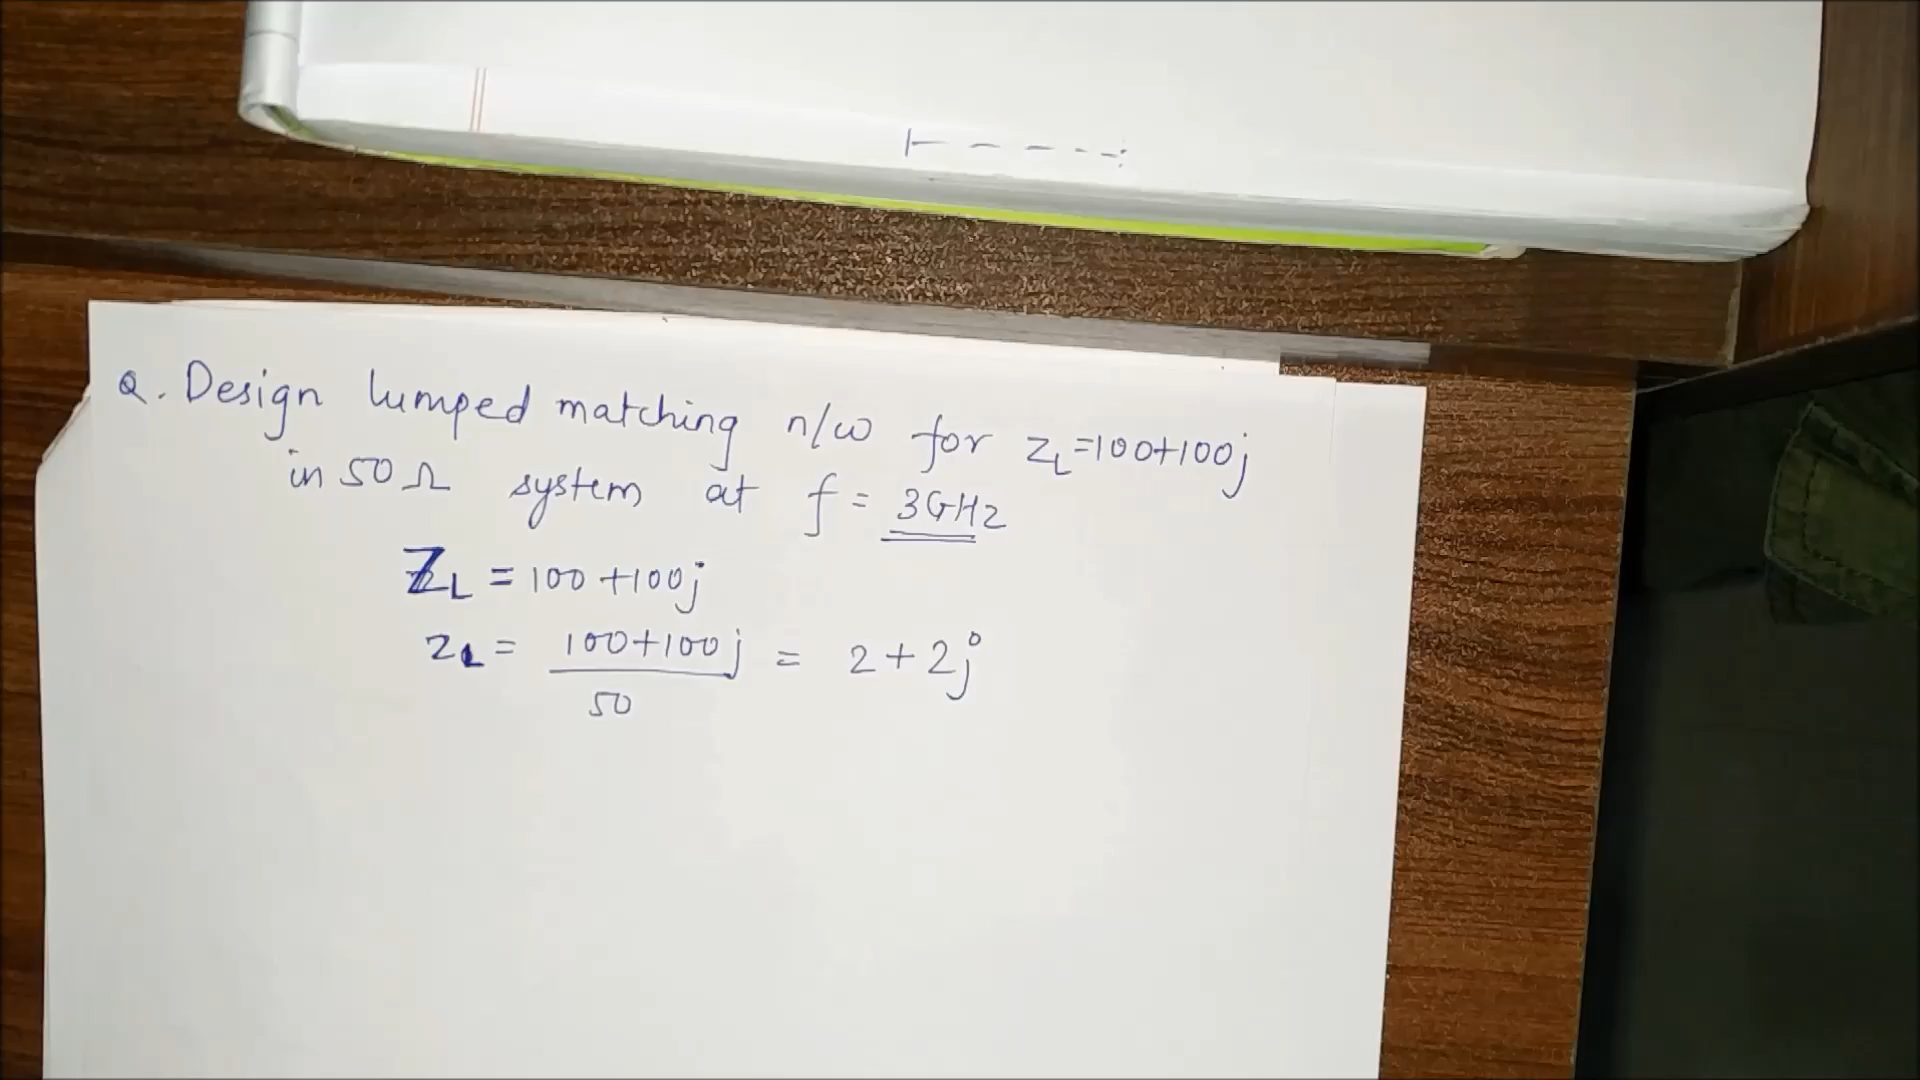 Q. Design lumped matching n/w for ZL=100+100j
in 50Ω system at f = 3GHz
ZL = 100+100j
zL = 100+100j / 50 = 2+2j